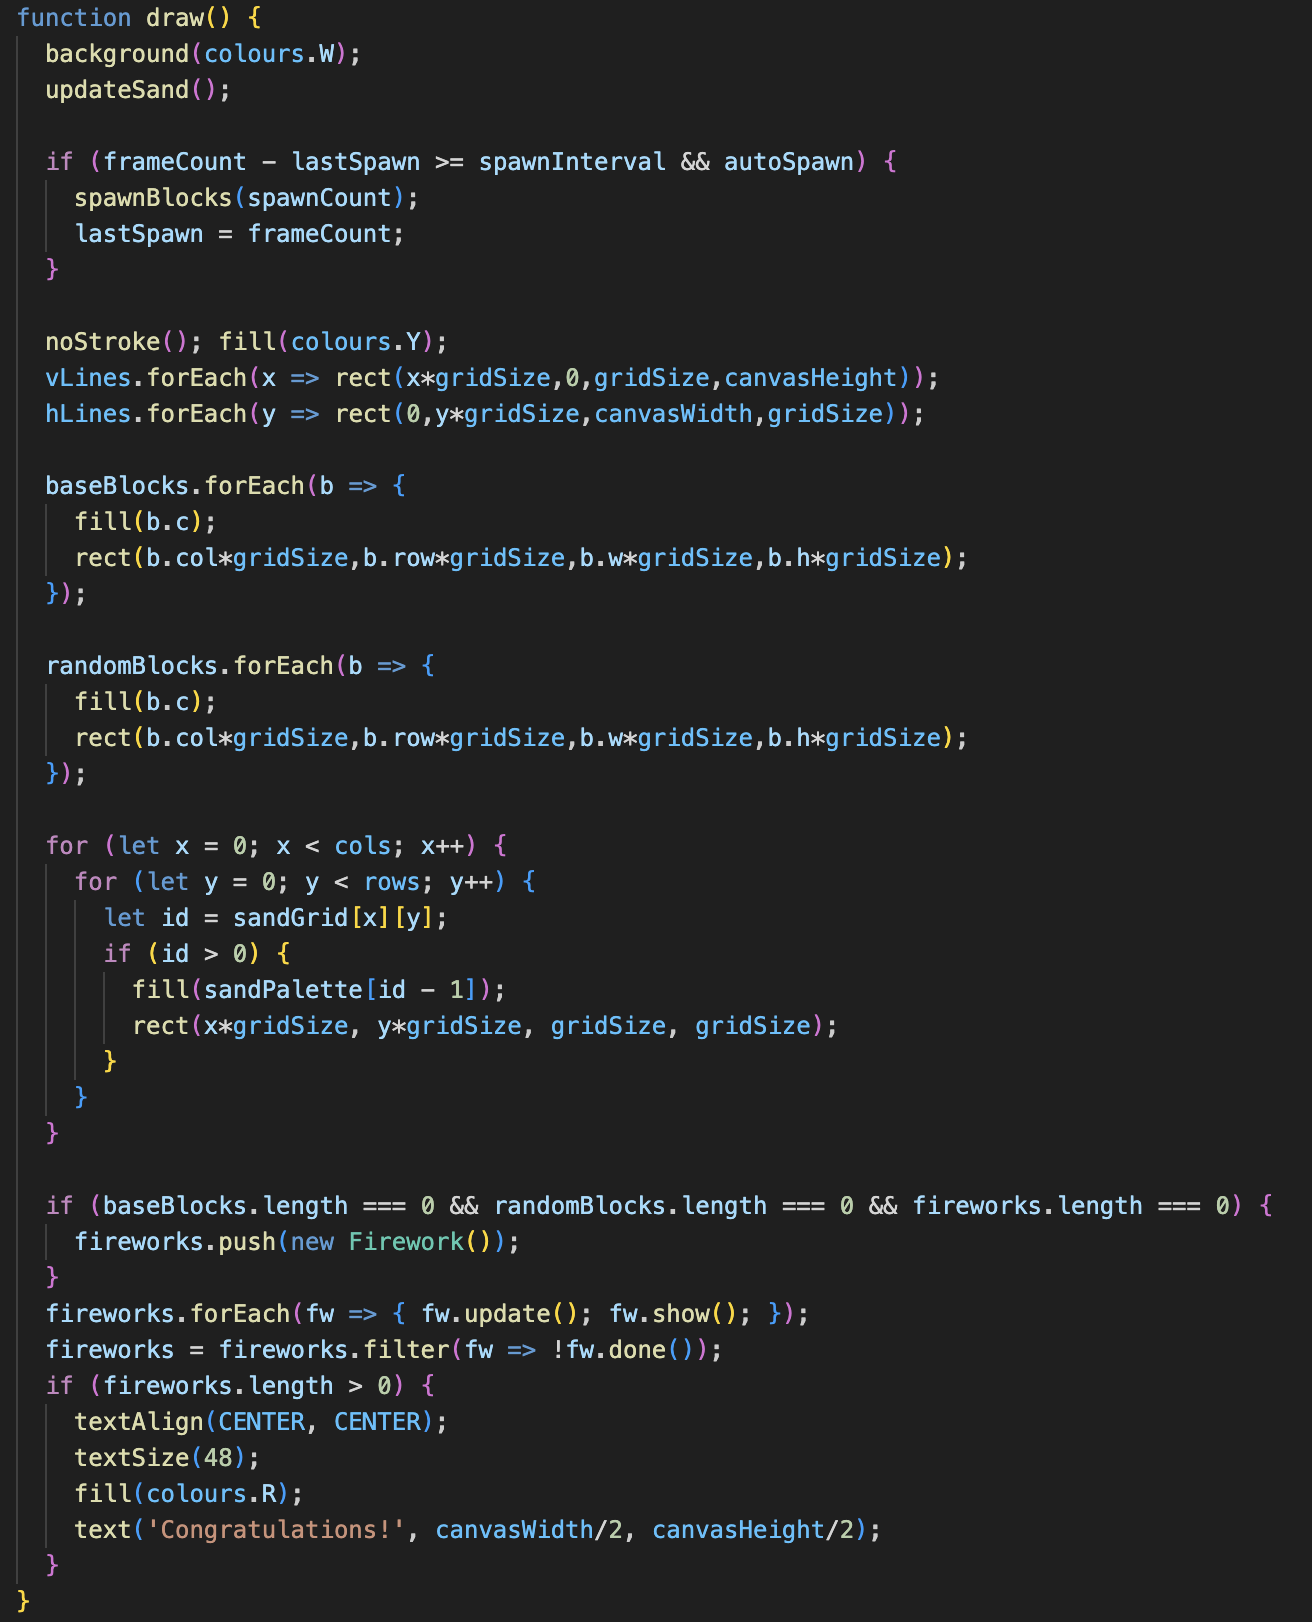 function draw() {
  background(colours.W);
  updateSand();

  if (frameCount - lastSpawn >= spawnInterval && autoSpawn) {
    spawnBlocks(spawnCount);
    lastSpawn = frameCount;
  }

  noStroke(); fill(colours.Y);
  vLines.forEach(x => rect(x*gridSize,0,gridSize,canvasHeight));
  hLines.forEach(y => rect(0,y*gridSize,canvasWidth,gridSize));

  baseBlocks.forEach(b => {
    fill(b.c);
    rect(b.col*gridSize,b.row*gridSize,b.w*gridSize,b.h*gridSize);
  });

  randomBlocks.forEach(b => {
    fill(b.c);
    rect(b.col*gridSize,b.row*gridSize,b.w*gridSize,b.h*gridSize);
  });

  for (let x = 0; x < cols; x++) {
    for (let y = 0; y < rows; y++) {
      let id = sandGrid[x][y];
      if (id > 0) {
        fill(sandPalette[id - 1]);
        rect(x*gridSize, y*gridSize, gridSize, gridSize);
      }
    }
  }

  if (baseBlocks.length === 0 && randomBlocks.length === 0 && fireworks.length === 0) {
    fireworks.push(new Firework());
  }
  fireworks.forEach(fw => { fw.update(); fw.show(); });
  fireworks = fireworks.filter(fw => !fw.done());
  if (fireworks.length > 0) {
    textAlign(CENTER, CENTER);
    textSize(48);
    fill(colours.R);
    text('Congratulations!', canvasWidth/2, canvasHeight/2);
  }
}